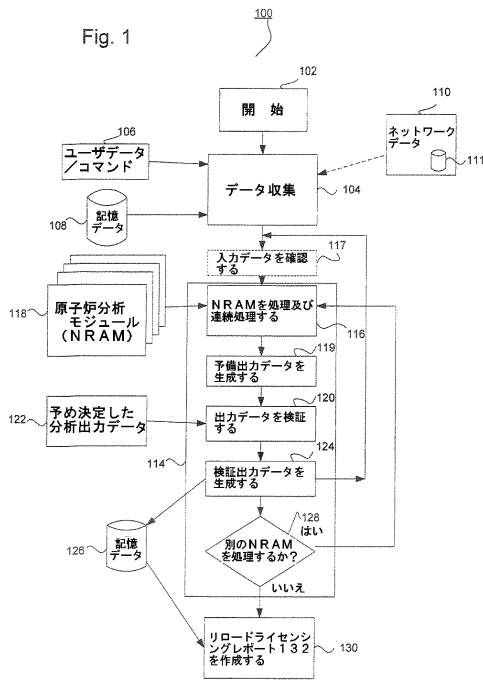 100
Fig. 1
102
開 始
106
ユーザデータ
／コマンド
110
ネットワーク
データ
111
データ収集
104
108
記憶
データ
入力データを確認
する
117
118
原子炉分析
モジュール
（NRAM）
NRAMを処理及び
連続処理する
116
119
予備出力データを
生成する
122
予め決定した
分析出力データ
120
出力データを検証
する
124
検証出力データを
生成する
114
128
はい
別のNRAM
を処理するか？
126
記憶
データ
いいえ
リロードライセンシ
ングレポート１３２
を作成する
130